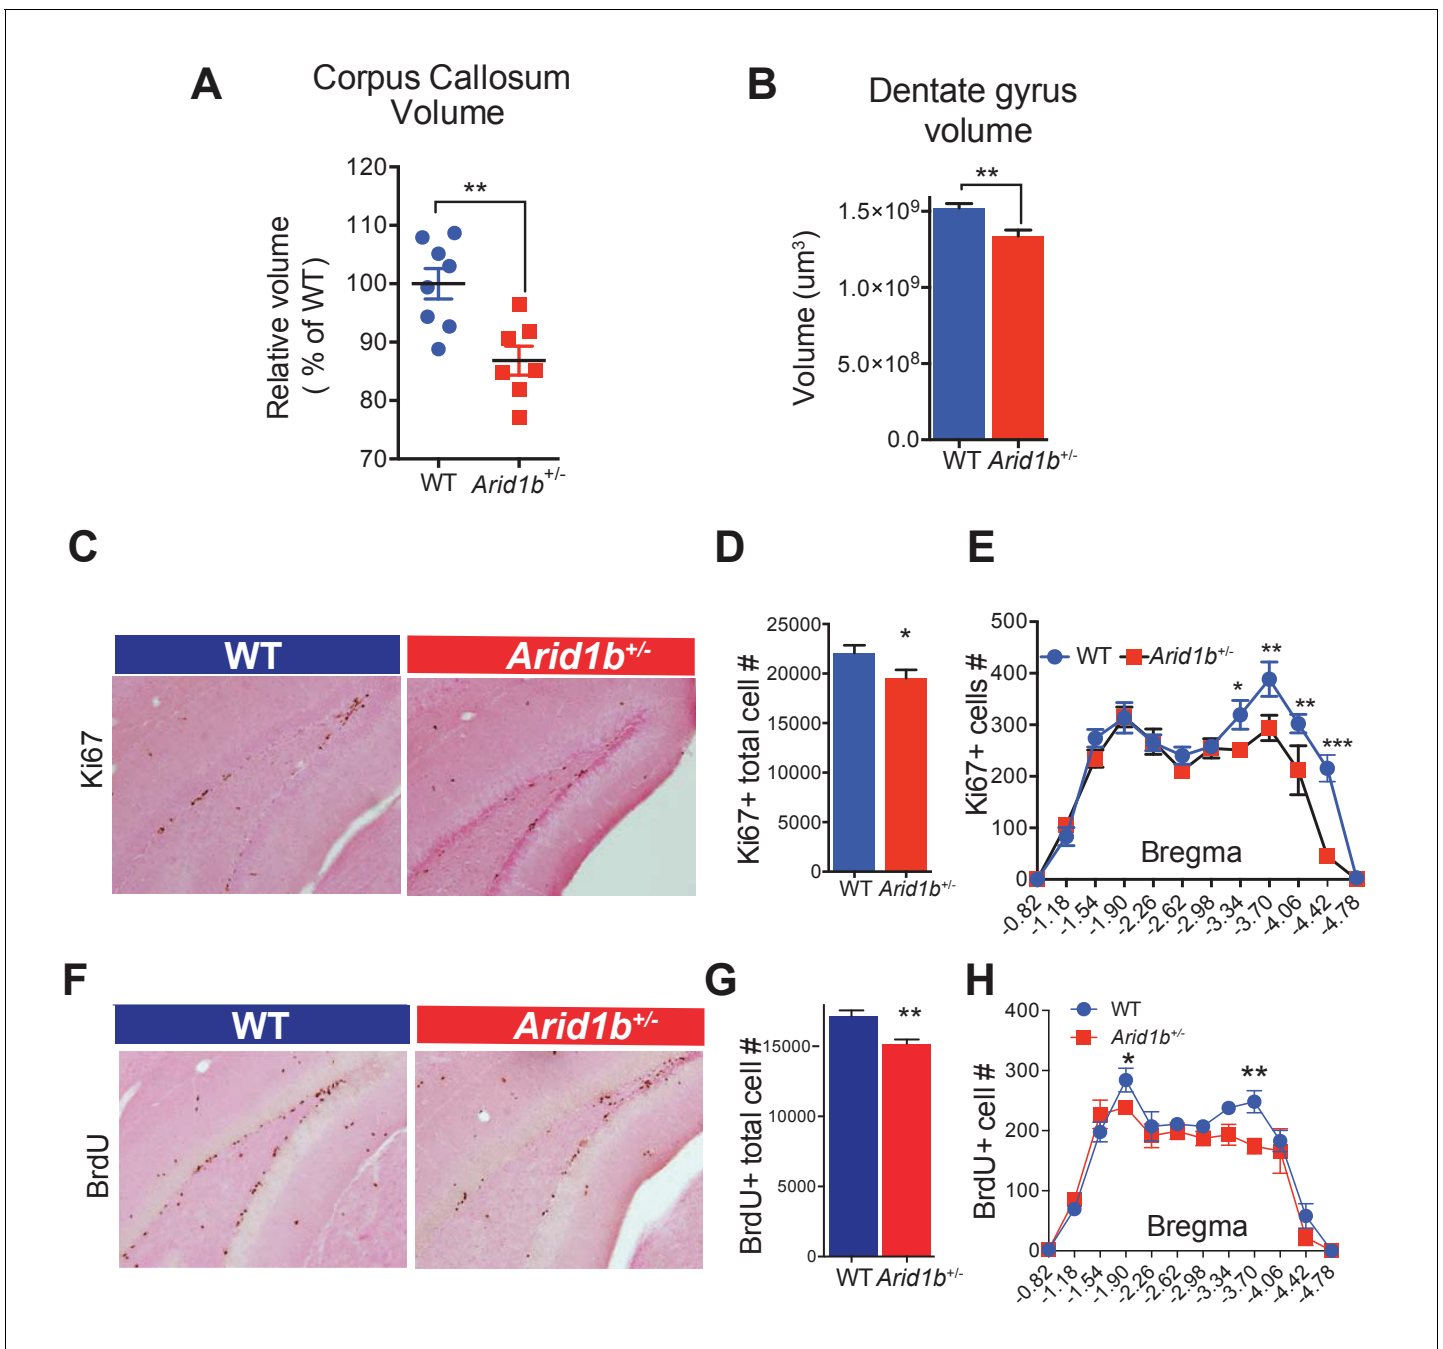 A
Corpus Callosum
Volume
120
110
100
90
80
70
Relative volume
( % of WT)
**
WT
Arid1b+/-
B
Dentate gyrus
volume
1.5×10⁹
1.0×10⁹
5.0×10⁸
0.0
Volume (um³)
**
WT
Arid1b+/-
C
WT
Arid1b+/-
Ki67
D
25000
20000
15000
10000
5000
0
Ki67+ total cell #
*
WT
Arid1b+/-
E
500
400
300
200
100
0
Ki67+ cells #
WT
Arid1b+/-
*
**
**
***
Bregma
-0.82
-1.18
-1.54
-1.90
-2.26
-2.62
-2.98
-3.34
-3.70
-4.06
-4.42
-4.78
F
WT
Arid1b+/-
BrdU
G
15000
10000
5000
0
BrdU+ total cell #
**
WT
Arid1b+/-
H
400
300
200
100
0
BrdU+ cell #
WT
Arid1b+/-
*
**
Bregma
-0.82
-1.18
-1.54
-1.90
-2.26
-2.62
-2.98
-3.34
-3.70
-4.06
-4.42
-4.78